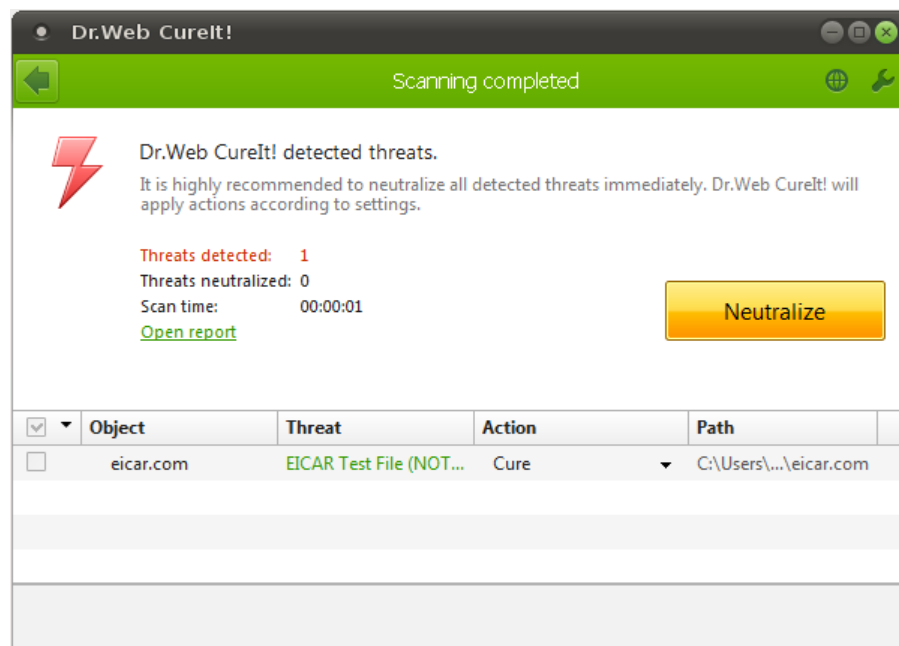 Dr.Web CureIt!
Scanning completed
Dr.Web CureIt! detected threats.
It is highly recommended to neutralize all detected threats immediately. Dr.Web CureIt! will
apply actions according to settings.
Threats detected: 1
Threats neutralized: 0
Scan time: 00:00:01
Open report
Neutralize
Object Threat Action Path
eicar.com EICAR Test File (NOT... Cure C:\Users\...\eicar.com